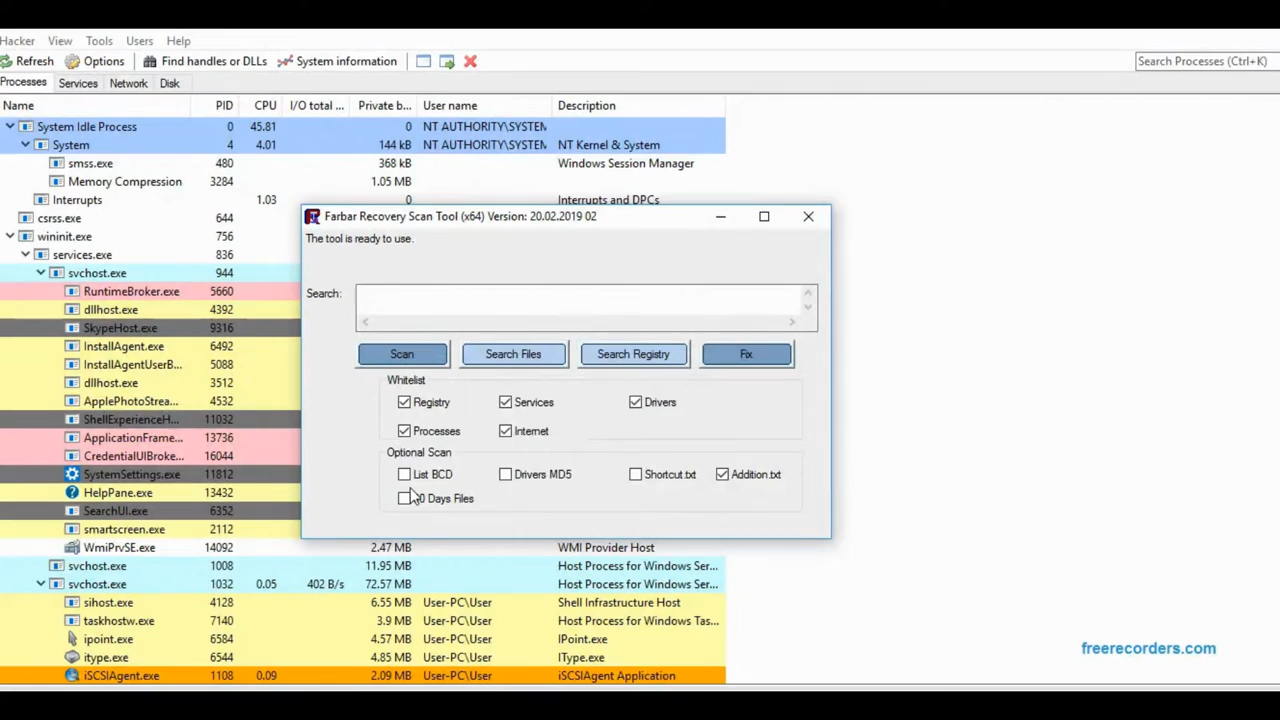 Hacker View Tools Users Help
Refresh Options Find handles or DLLs System information Search Processes (Ctrl+K)
Processes Services Network Disk
Name PID CPU I/O total ... Private b... User name Description
System Idle Process 0 45.81 0 NT AUTHORITY\SYSTEM
System 4 4.01 144 kB NT AUTHORITY\SYSTEM NT Kernel & System
smss.exe 480 368 kB Windows Session Manager
Memory Compression 3284 1.05 MB
Interrupts 1.03 0 Interrupts and DPCs
csrss.exe 644
wininit.exe 756
services.exe 836
svchost.exe 944
RuntimeBroker.exe 5660
dllhost.exe 4392
SkypeHost.exe 9316
InstallAgent.exe 6492
InstallAgentUserB... 5088
dllhost.exe 3512
ApplePhotoStrea... 4532
ShellExperienceH... 11032
ApplicationFrame... 13736
CredentialUIBroke... 16044
SystemSettings.exe 11812
HelpPane.exe 13432
SearchUI.exe 6352
smartscreen.exe 2112
WmiPrvSE.exe 14092 2.47 MB WMI Provider Host
svchost.exe 1008 11.95 MB Host Process for Windows Ser...
svchost.exe 1032 0.05 402 B/s 72.57 MB Host Process for Windows Ser...
sihost.exe 4128 6.55 MB User-PC\User Shell Infrastructure Host
taskhostw.exe 7140 3.9 MB User-PC\User Host Process for Windows Tas...
ipoint.exe 6584 4.57 MB User-PC\User IPoint.exe
itype.exe 6544 4.85 MB User-PC\User IType.exe
iSCSIAgent.exe 1108 0.09 2.09 MB User-PC\User iSCSIAgent Application
Farbar Recovery Scan Tool (x64) Version: 20.02.2019 02
The tool is ready to use.
Search:
Scan Search Files Search Registry Fix
Whitelist
Registry Services Drivers
Processes Internet
Optional Scan
List BCD Drivers MD5 Shortcut.txt Addition.txt
0 Days Files
freerecorders.com